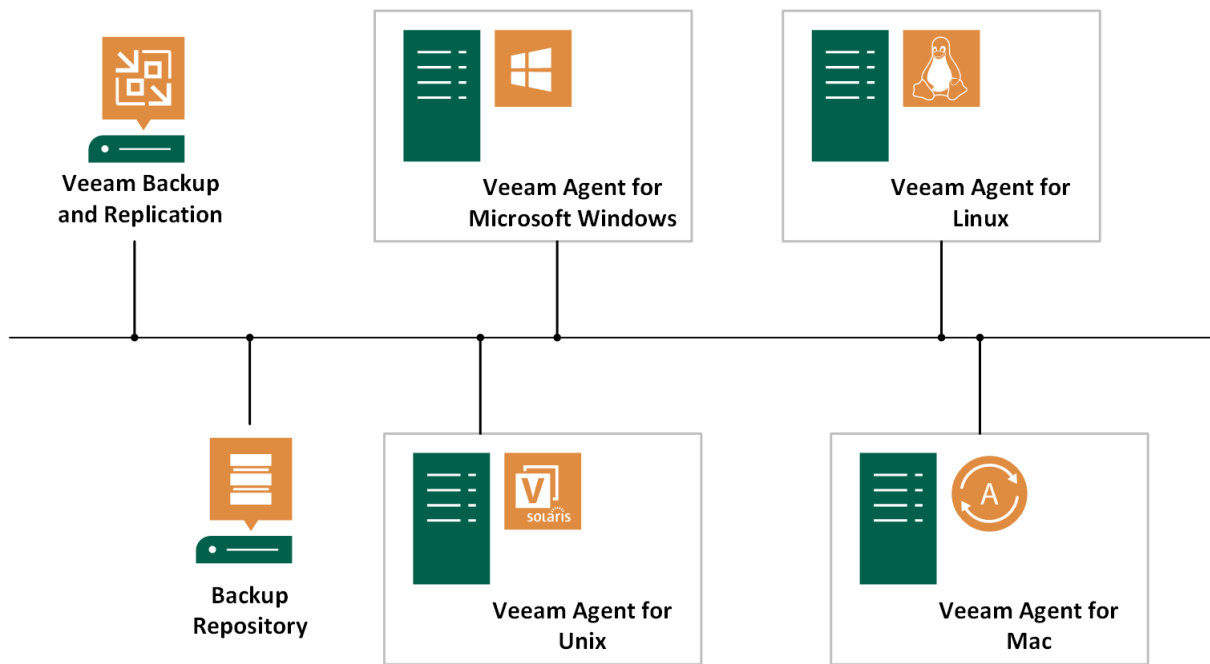 Veeam Backup
and Replication
Veeam Agent for
Microsoft Windows
Veeam Agent for
Linux
Backup
Repository
V
solaris
Veeam Agent for
Unix
A
Veeam Agent for
Mac